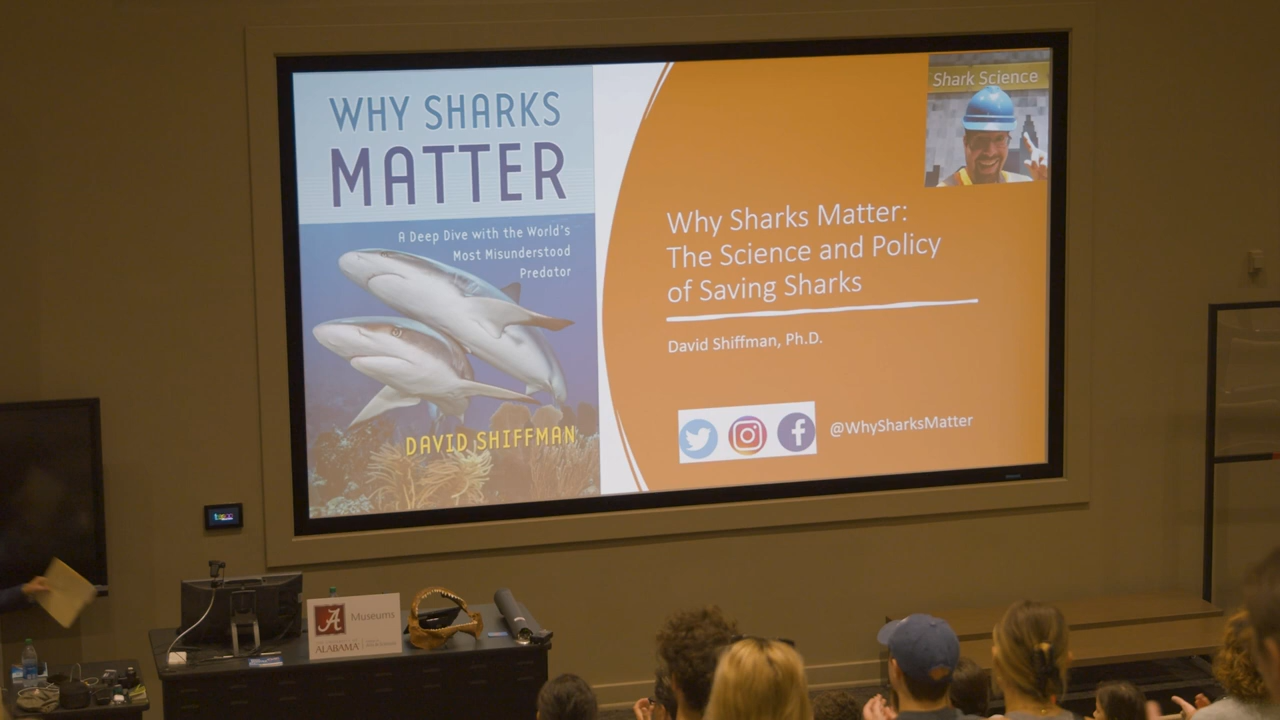 WHY SHARKS
MATTER
A Deep Dive with the World's
Most Misunderstood
Predator
DAVID SHIFFMAN
Shark Science
Why Sharks Matter:
The Science and Policy
of Saving Sharks
David Shiffman, Ph.D.
@WhySharksMatter
A Museums
ALABAMA